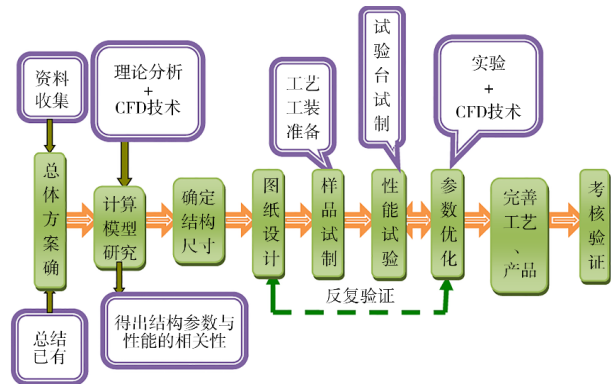 资料
收集
理论分析
+
CFD技术
工艺
工装
准备
试验台试制
实验
+
CFD技术
总体方案确
计算
模型
研究
确定
结构
尺寸
图纸设计
样品试制
性能试验
参数优化
完善
工艺
、
产品
考核验证
反复验证
总结
已有
得出结构参数与
性能的相关性